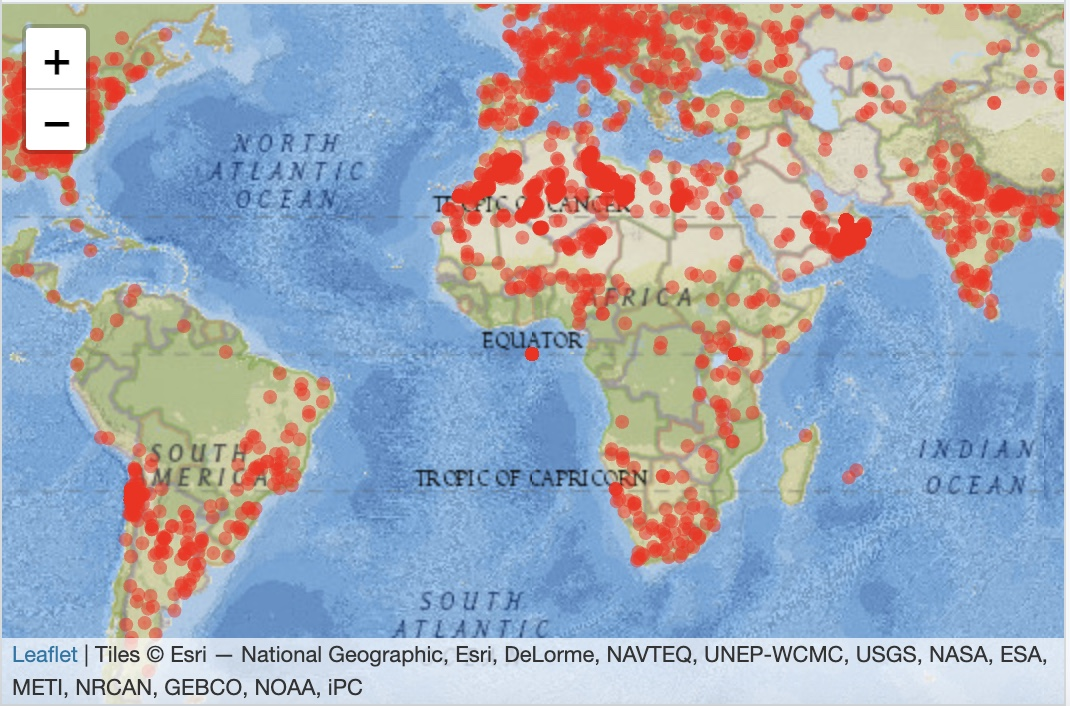 +
−
NORTH
ATLANTIC
OCEAN
TROPIC OF CANCER
AFRICA
EQUATOR
SOUTH
AMERICA
TROPIC OF CAPRICORN
INDIAN
OCEAN
SOUTH
ATLANTIC
Leaflet | Tiles © Esri — National Geographic, Esri, DeLorme, NAVTEQ, UNEP-WCMC, USGS, NASA, ESA,
METI, NRCAN, GEBCO, NOAA, iPC